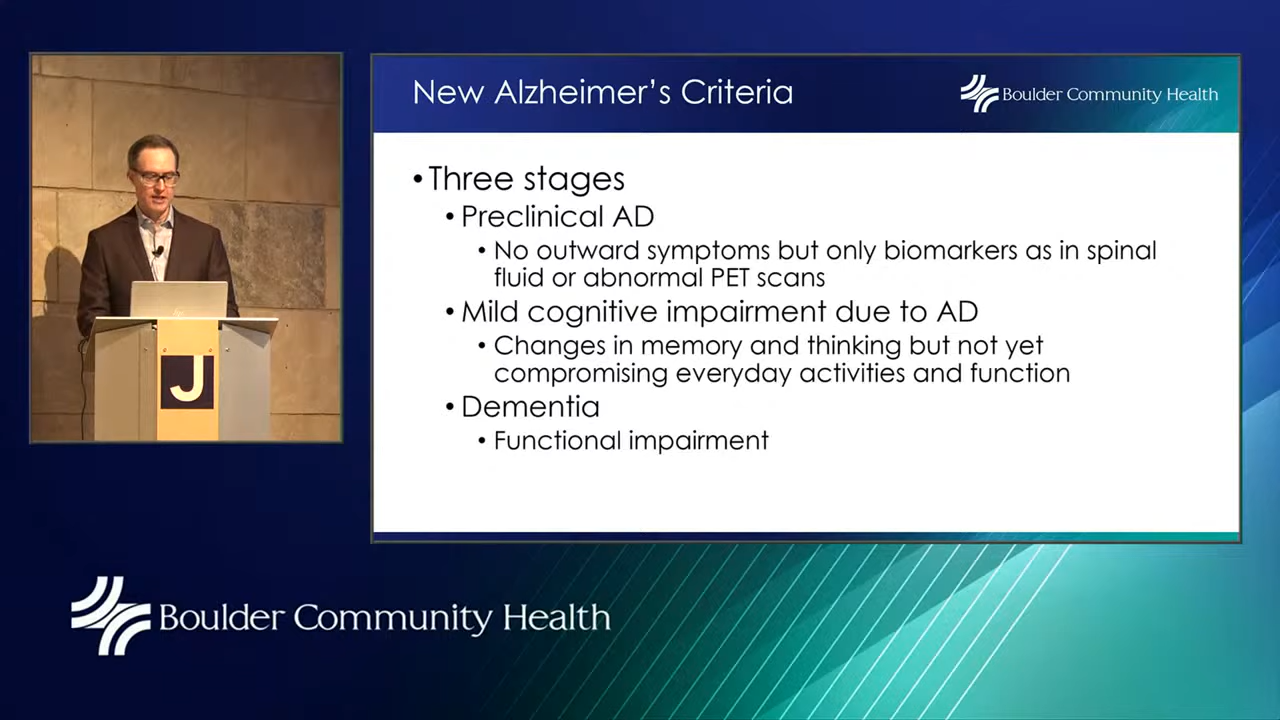 New Alzheimer's Criteria
Boulder Community Health
• Three stages
• Preclinical AD
• No outward symptoms but only biomarkers as in spinal
fluid or abnormal PET scans
• Mild cognitive impairment due to AD
• Changes in memory and thinking but not yet
compromising everyday activities and function
• Dementia
• Functional impairment
J
Boulder Community Health